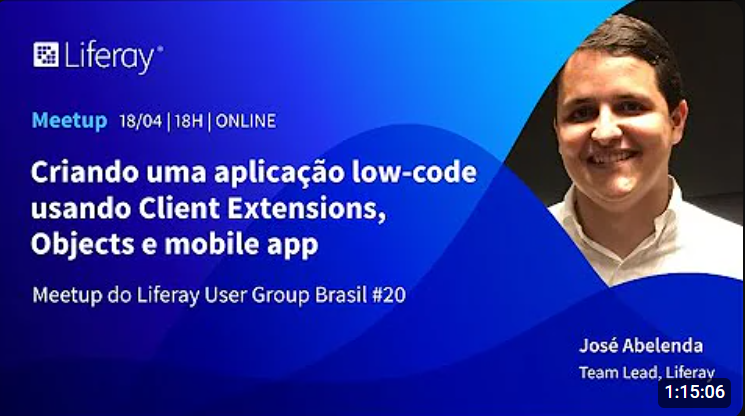 Liferay®
Meetup 18/04 | 18H | ONLINE
Criando uma aplicação low-code
usando Client Extensions,
Objects e mobile app
Meetup do Liferay User Group Brasil #20
José Abelenda
Team Lead, Liferay
1:15:06